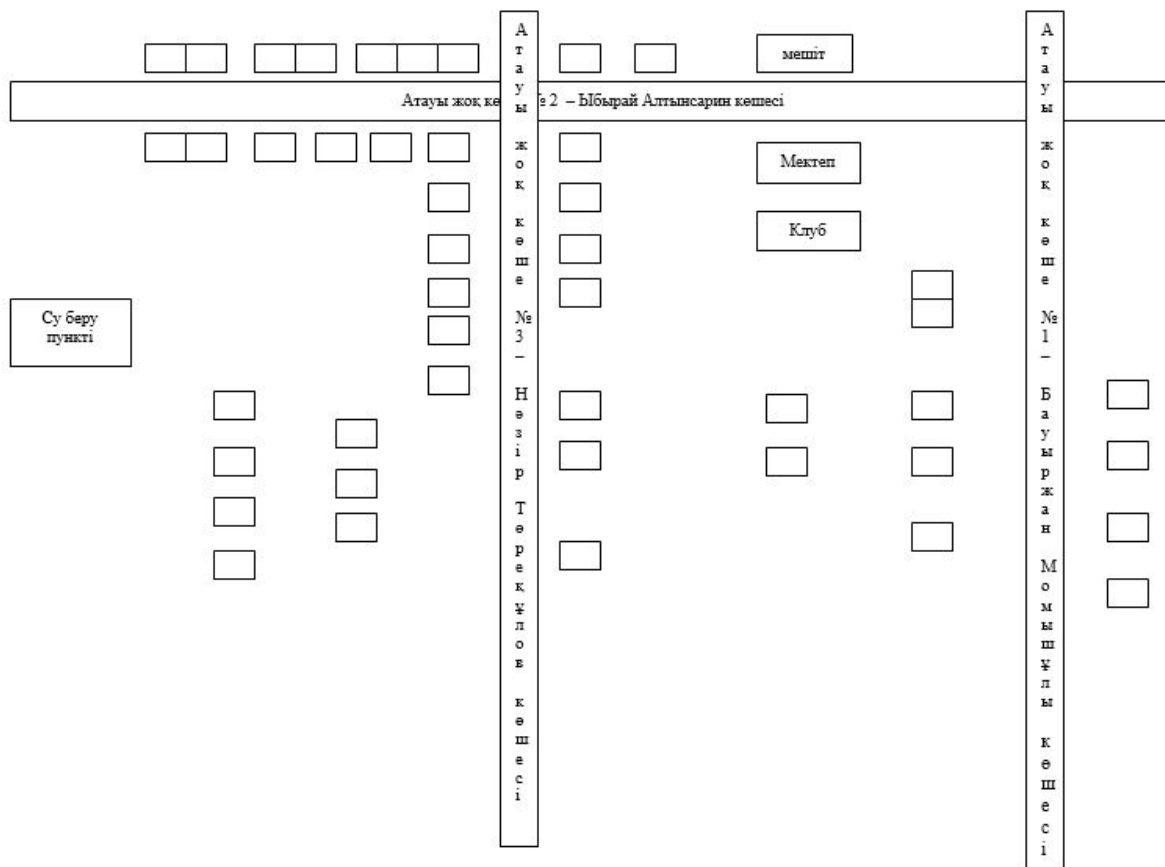 мешіт
Атауы жоқ кө № 2 – Ыбырай Алтынсарин көшесі
Мектеп
Клуб
Су беру
пункті
Атауы жоқ көше №3 – Нәзір Төреқұлов көшесі
Атауы жоқ көше №1 – Бауыржан Момышұлы көшесі